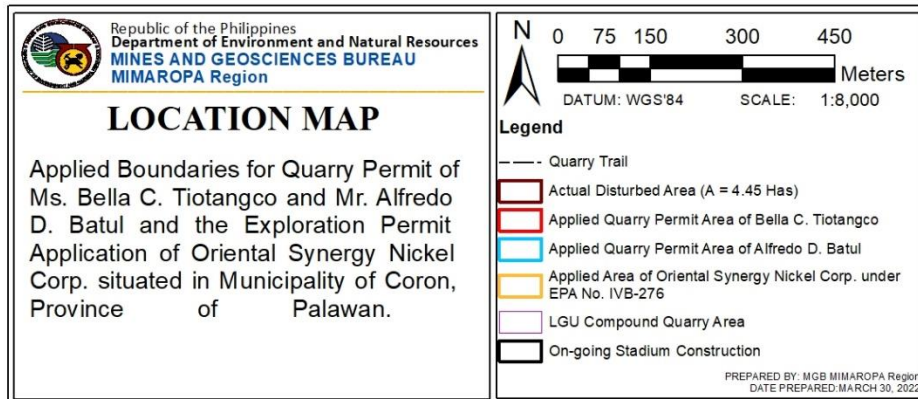 Republic of the Philippines
Department of Environment and Natural Resources
MINES AND GEOSCIENCES BUREAU
MIMAROPA Region
LOCATION MAP
Applied Boundaries for Quarry Permit of
Ms. Bella C. Tiotangco and Mr. Alfredo
D. Batul and the Exploration Permit
Application of Oriental Synergy Nickel
Corp. situated in Municipality of Coron,
Province of Palawan.
N
0 75 150 300 450
Meters
DATUM: WGS'84 SCALE: 1:8,000
Legend
Quarry Trail
Actual Disturbed Area (A = 4.45 Has)
Applied Quarry Permit Area of Bella C. Tiotangco
Applied Quarry Permit Area of Alfredo D. Batul
Applied Area of Oriental Synergy Nickel Corp. under
EPA No. IVB-276
LGU Compound Quarry Area
On-going Stadium Construction
PREPARED BY: MGB MIMAROPA Region
DATE PREPARED:MARCH 30, 2022